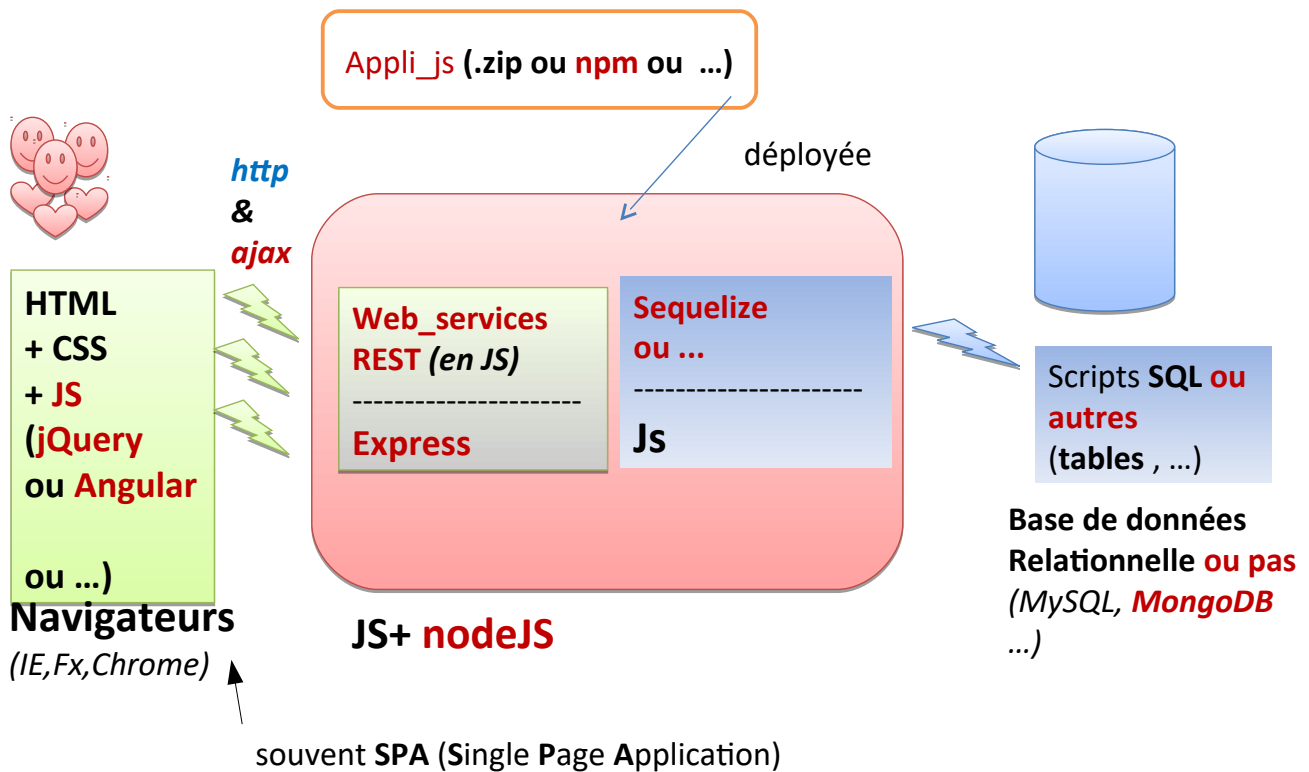 Appli_js (.zip ou npm ou …)
déployée
http
&
ajax
HTML
+ CSS
+ JS
(jQuery
ou Angular
ou …)
Navigateurs
(IE,Fx,Chrome)
Web_services
REST (en JS)
----------------------
Express
Sequelize
ou ...
----------------------
Js
JS+ nodeJS
Scripts SQL ou
autres
(tables , …)
Base de données
Relationnelle ou pas
(MySQL, MongoDB
…)
souvent SPA (Single Page Application)